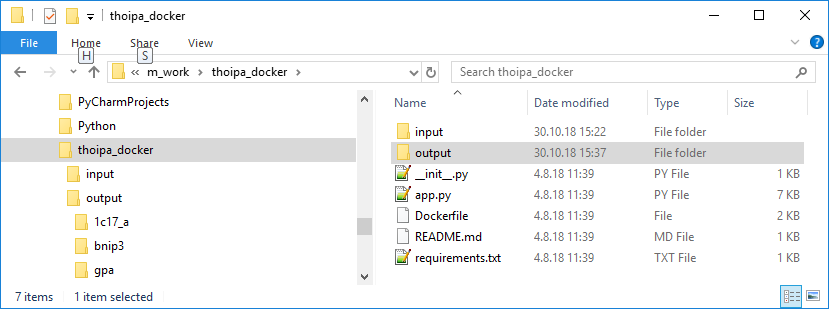 thoipa_docker
File Home Share View
H S
« m_work thoipa_docker Search thoipa_docker
PyCharmProjects
Python
thoipa_docker
input
output
1c17_a
bnip3
gpa
Name Date modified Type Size
input 30.10.18 15:22 File folder
output 30.10.18 15:37 File folder
__init__.py 4.8.18 11:39 PY File 1 KB
app.py 4.8.18 11:39 PY File 7 KB
Dockerfile 4.8.18 11:39 File 2 KB
README.md 4.8.18 11:39 MD File 1 KB
requirements.txt 4.8.18 11:39 TXT File 1 KB
7 items 1 item selected